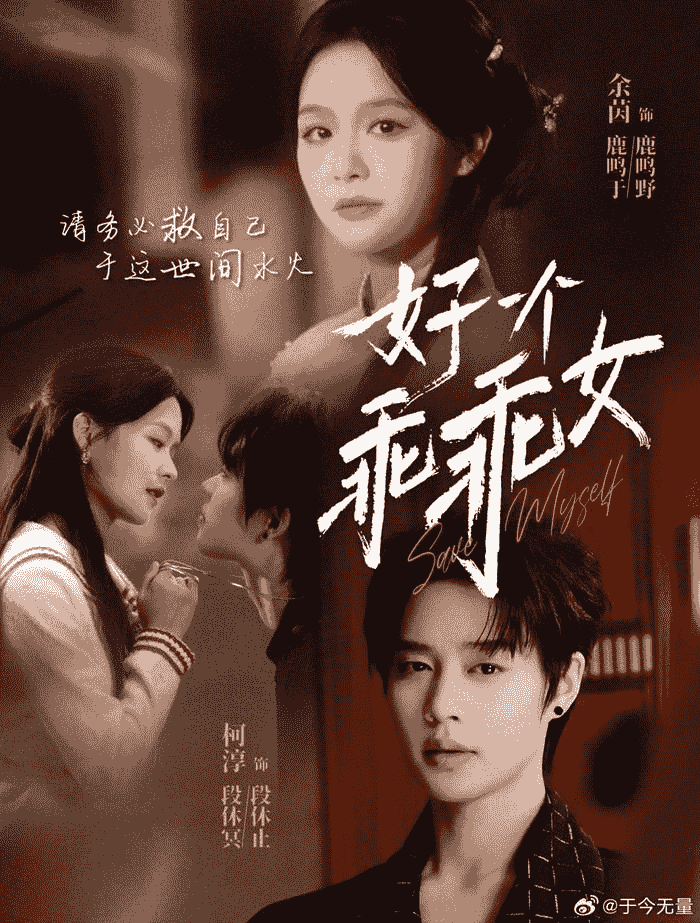 余茵 饰 鹿鸣于/鹿鸣野
请务必救自己
于这世间水火
好一个
乖乖女
Save Myself
柯淳 饰 段休冥/段休止
@于今无量